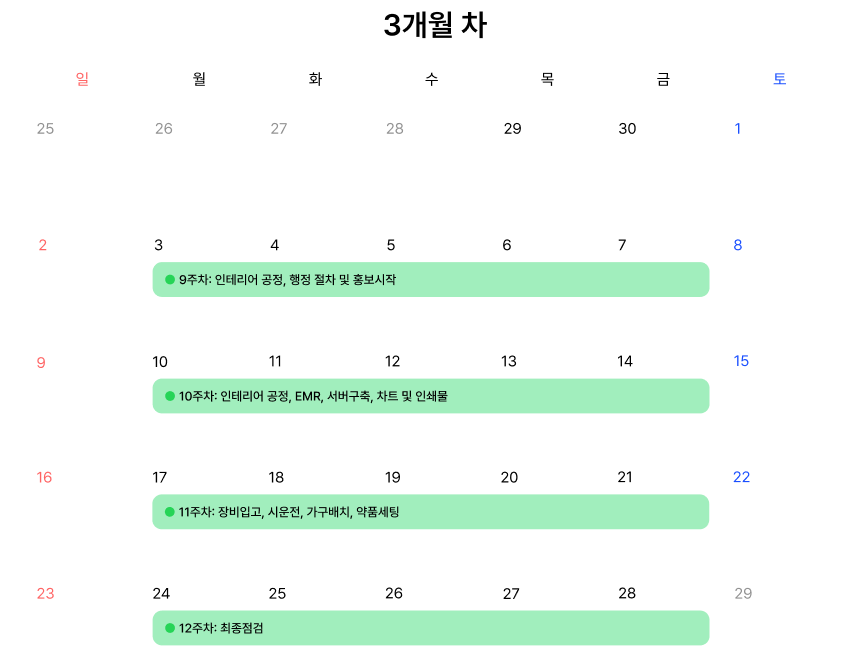 3개월 차
일 월 화 수 목 금 토
25 26 27 28 29 30 1
2 3 4 5 6 7 8
9주차: 인테리어 공정, 행정 절차 및 홍보시작
9 10 11 12 13 14 15
10주차: 인테리어 공정, EMR, 서버구축, 차트 및 인쇄물
16 17 18 19 20 21 22
11주차: 장비입고, 시운전, 가구배치, 약품세팅
23 24 25 26 27 28 29
12주차: 최종점검